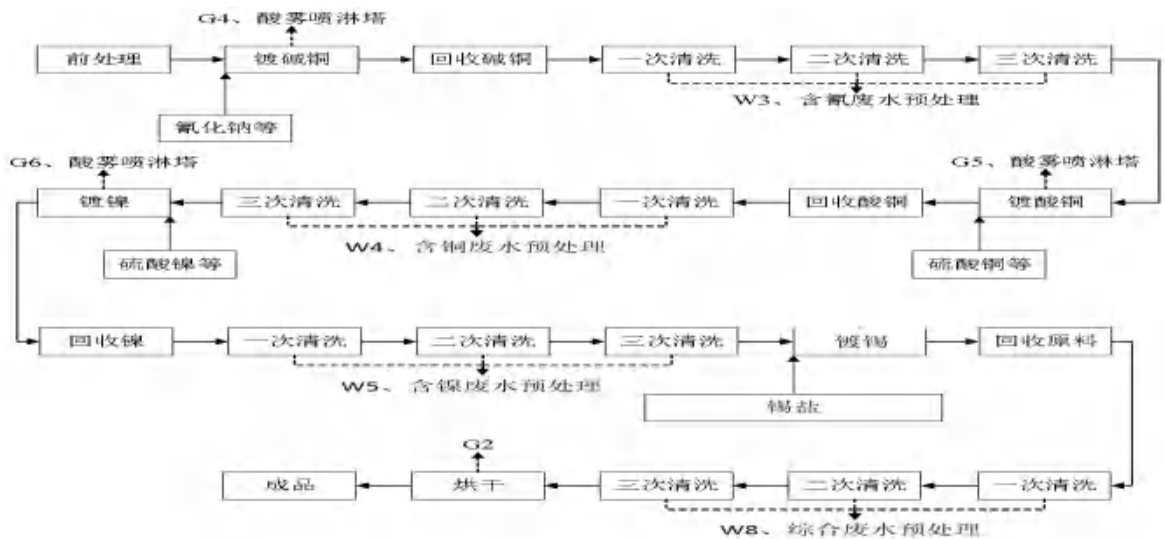 G4、酸雾喷淋塔
前处理
镀碱铜
回收碱铜
一次清洗
二次清洗
三次清洗
W3、含氰废水预处理
氰化钠等
G6、酸雾喷淋塔
G5、酸雾喷淋塔
镀镍
三次清洗
二次清洗
一次清洗
回收酸铜
镀酸铜
W4、含铜废水预处理
硫酸镍等
硫酸铜等
回收镍
一次清洗
二次清洗
三次清洗
镀锡
回收原料
W5、含镍废水预处理
锡盐
G2
成品
烘干
三次清洗
二次清洗
一次清洗
W8、综合废水预处理